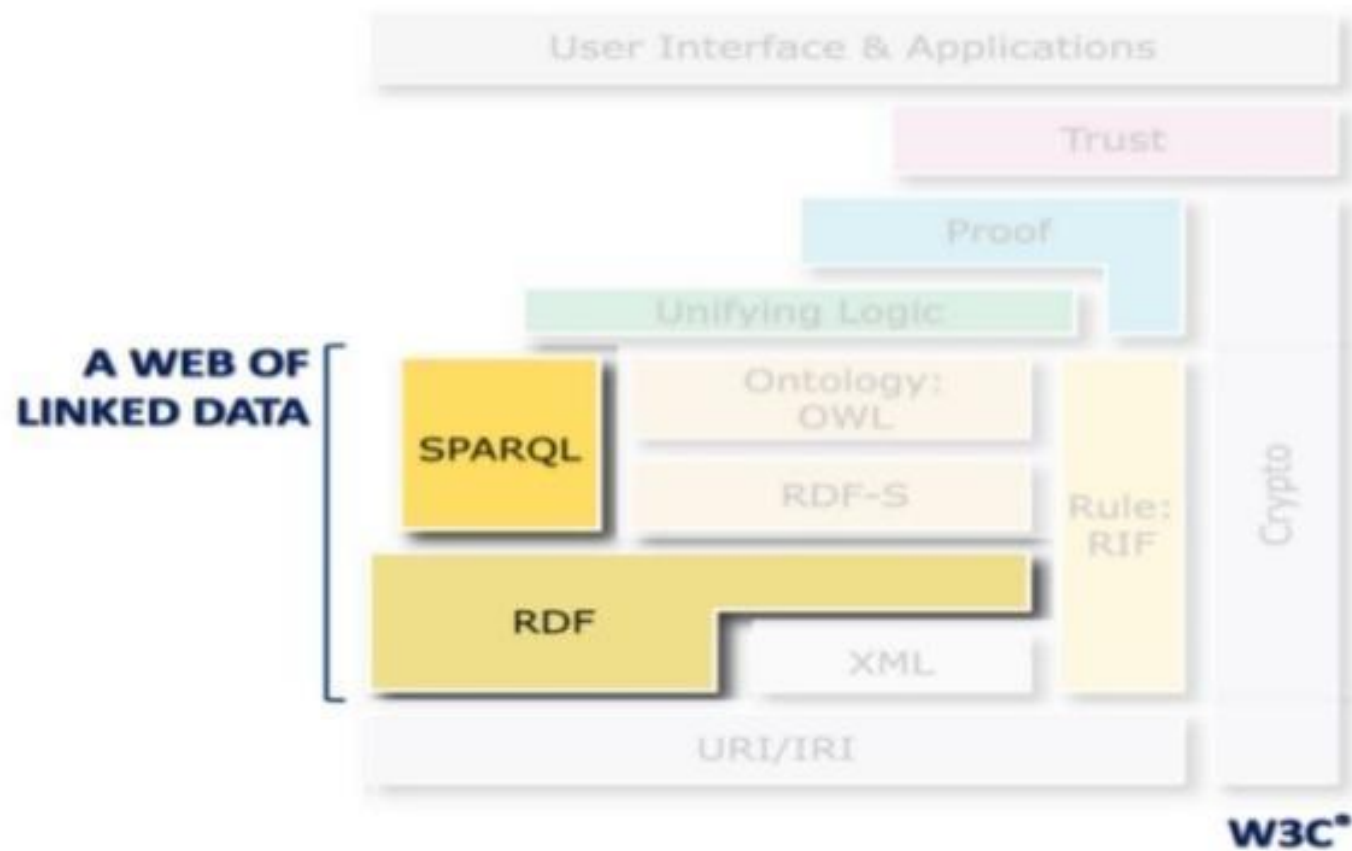 User Interface & Applications
Trust
Proof
Unifying Logic
A WEB OF
LINKED DATA
SPARQL
Ontology:
OWL
RDF-S
Rule:
RIF
Crypto
RDF
XML
URI/IRI
W3C®